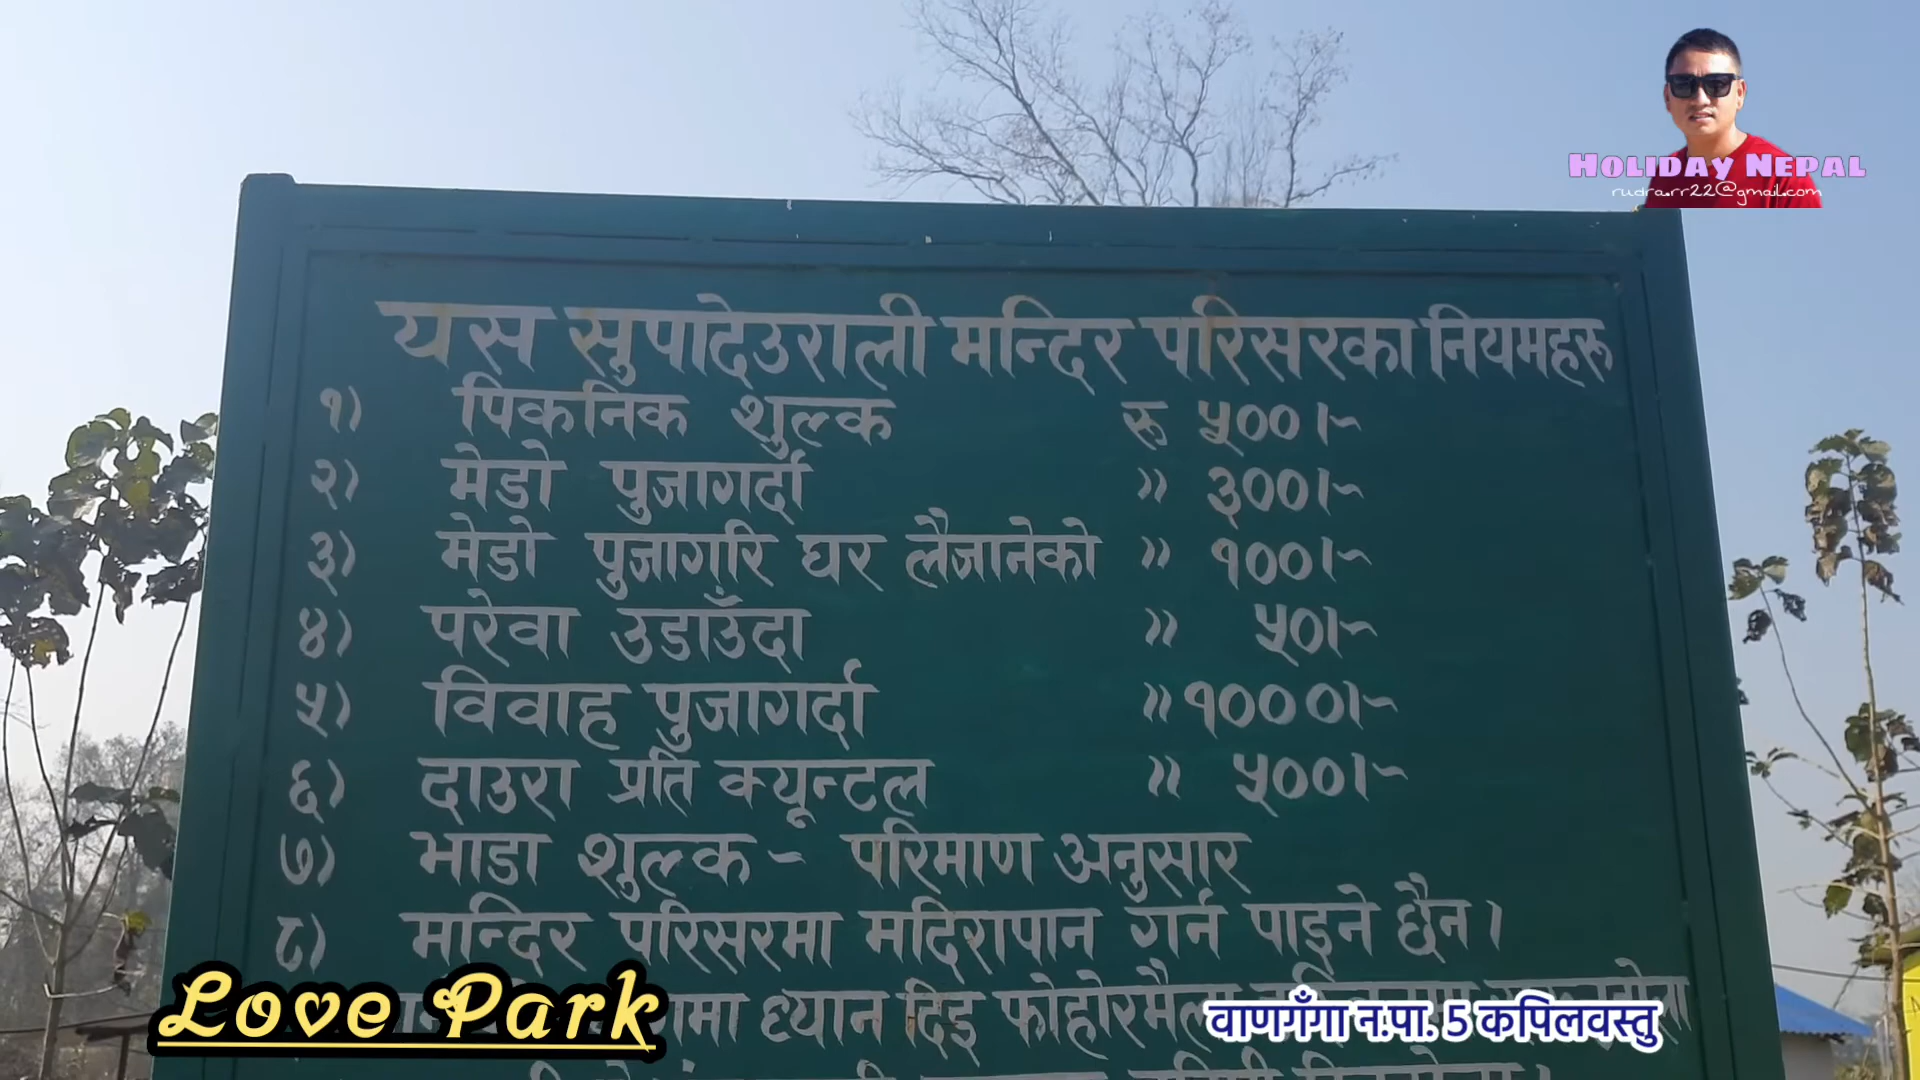 Holiday Nepal
rudra.rr22@gmail.com
यस सुपादेउराली मन्दिर परिसरका नियमहरू
१) पिकनिक शुल्क रू ५००।~
२) मेडो पुजागर्दा " ३००।~
३) मेडो पुजागरि घर लैजानेको " १००।~
४) परेवा उडाउँदा " ५०।~
५) विवाह पुजागर्दा " १०००।~
६) दाउरा प्रति क्यून्टल " ५००।~
७) भाडा शुल्क ~ परिमाण अनुसार
८) मन्दिर परिसरमा मदिरापान गर्न पाइने छैन।
ध्यान दिइ फोहोरमैला
Love Park
वाणगँगा न.पा. 5 कपिलवस्तु